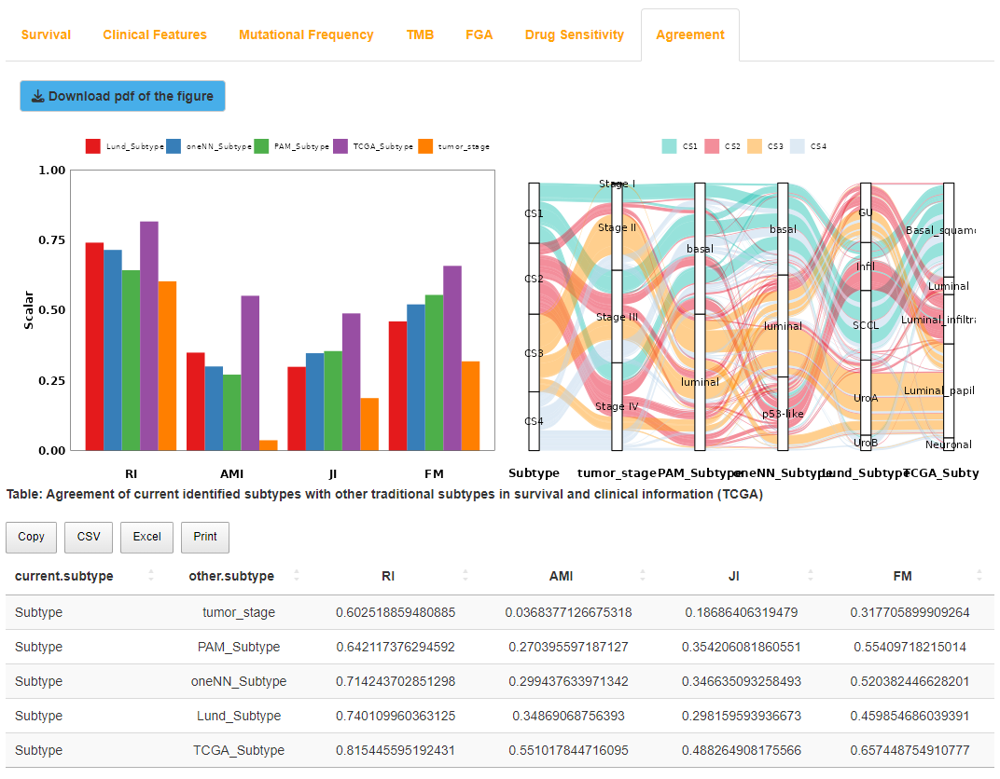 Survival Clinical Features Mutational Frequency TMB FGA Drug Sensitivity Agreement
Download pdf of the figure
Lund_Subtype oneNN_Subtype PAM_Subtype TCGA_Subtype tumor_stage
1.00
0.75
0.50
0.25
0.00
Scalar
RI AMI JI FM
CS1 CS2 CS3 CS4
CS1
CS2
CS3
CS4
Stage I
Stage II
Stage III
Stage IV
basal
luminal
basal
luminal
p53-like
GU
Infil
SCCL
UroA
UroB
Basal_squamo
Luminal
Luminal_infiltra
Luminal_papil
Neuronal
Subtype tumor_stage PAM_Subtype oneNN_Subtype Lund_Subtype TCGA_Subty
Table: Agreement of current identified subtypes with other traditional subtypes in survival and clinical information (TCGA)
Copy CSV Excel Print
current.subtype other.subtype RI AMI JI FM
Subtype tumor_stage 0.602518859480885 0.0368377126675318 0.18686406319479 0.317705899909264
Subtype PAM_Subtype 0.642117376294592 0.270395597187127 0.354206081860551 0.55409718215014
Subtype oneNN_Subtype 0.714243702851298 0.299437633971342 0.346635093258493 0.520382446628201
Subtype Lund_Subtype 0.740109960363125 0.34869068756393 0.298159593936673 0.459854686039391
Subtype TCGA_Subtype 0.815445595192431 0.551017844716095 0.488264908175566 0.657448754910777